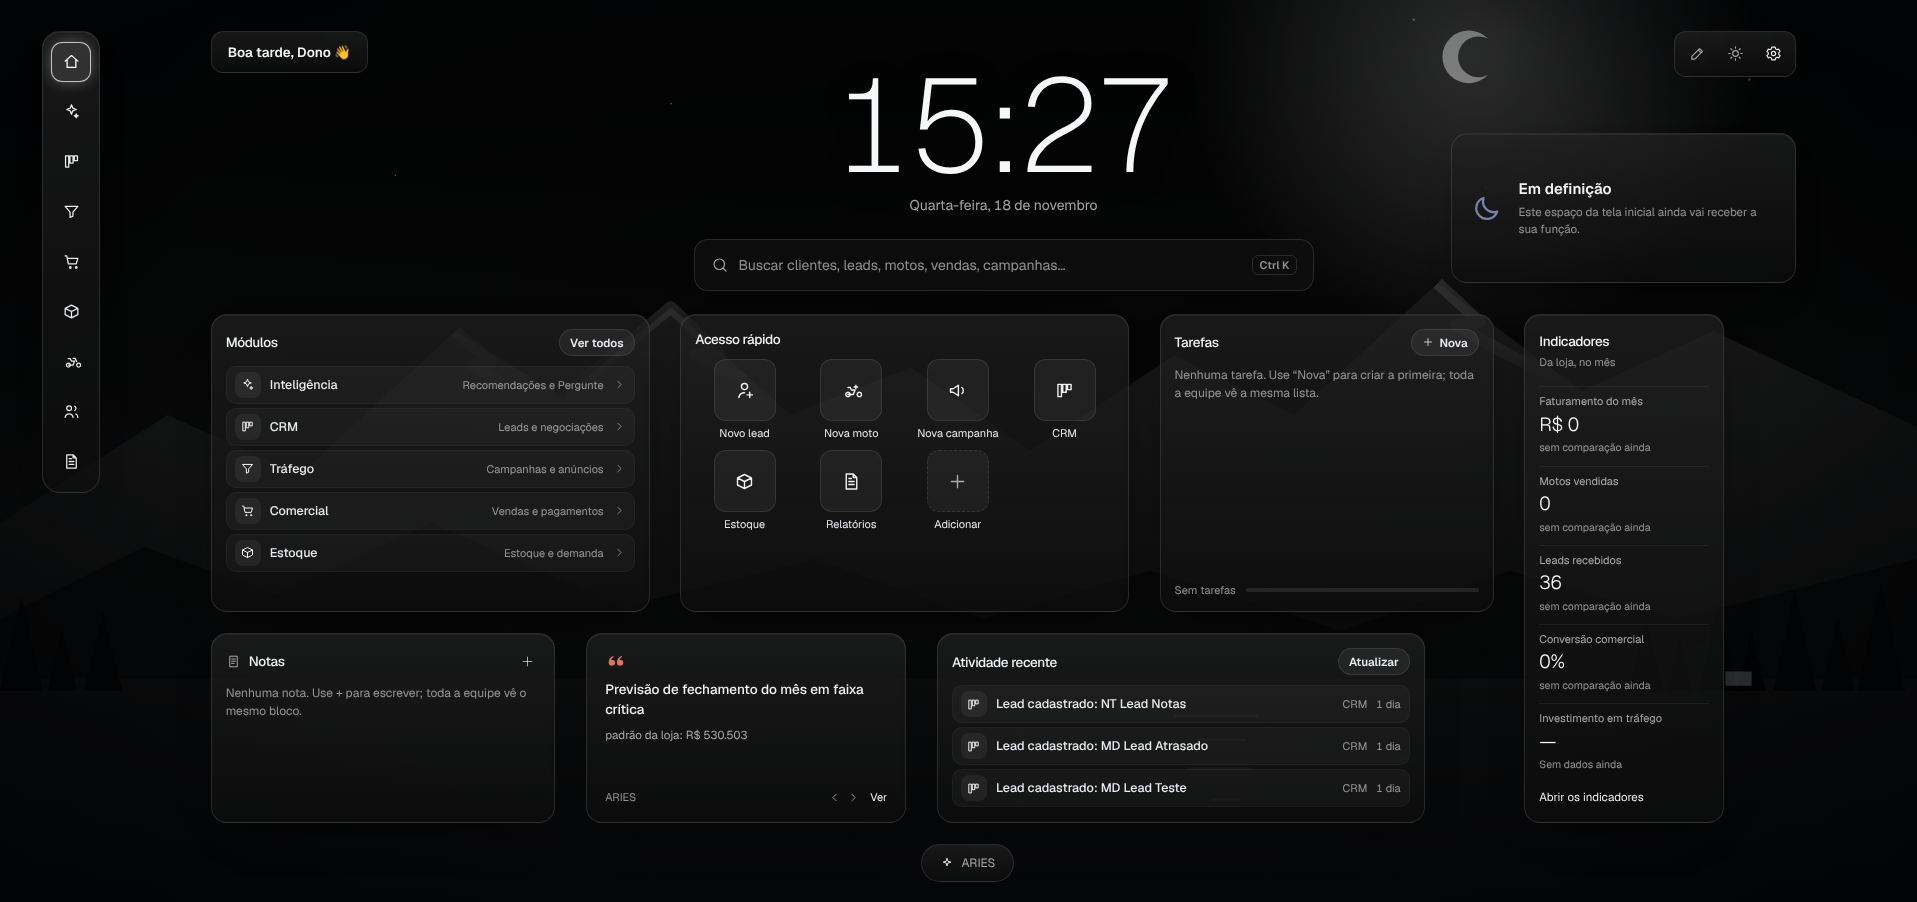 Boa tarde, Dono 👋
15:27
Quarta-feira, 18 de novembro
Buscar clientes, leads, motos, vendas, campanhas...
Ctrl K
Em definição
Este espaço da tela inicial ainda vai receber a
sua função.
Módulos
Ver todos
Inteligência
Recomendações e Pergunte
CRM
Leads e negociações
Tráfego
Campanhas e anúncios
Comercial
Vendas e pagamentos
Estoque
Estoque e demanda
Acesso rápido
Novo lead
Nova moto
Nova campanha
CRM
Estoque
Relatórios
Adicionar
Tarefas
+ Nova
Nenhuma tarefa. Use “Nova” para criar a primeira; toda
a equipe vê a mesma lista.
Sem tarefas
Indicadores
Da loja, no mês
Faturamento do mês
R$ 0
sem comparação ainda
Motos vendidas
0
sem comparação ainda
Leads recebidos
36
sem comparação ainda
Conversão comercial
0%
sem comparação ainda
Investimento em tráfego
—
Sem dados ainda
Abrir os indicadores
Notas
Nenhuma nota. Use + para escrever; toda a equipe vê o
mesmo bloco.
“
Previsão de fechamento do mês em faixa
crítica
padrão da loja: R$ 530.503
ARIES
Ver
Atividade recente
Atualizar
Lead cadastrado: NT Lead Notas
CRM 1 dia
Lead cadastrado: MD Lead Atrasado
CRM 1 dia
Lead cadastrado: MD Lead Teste
CRM 1 dia
ARIES